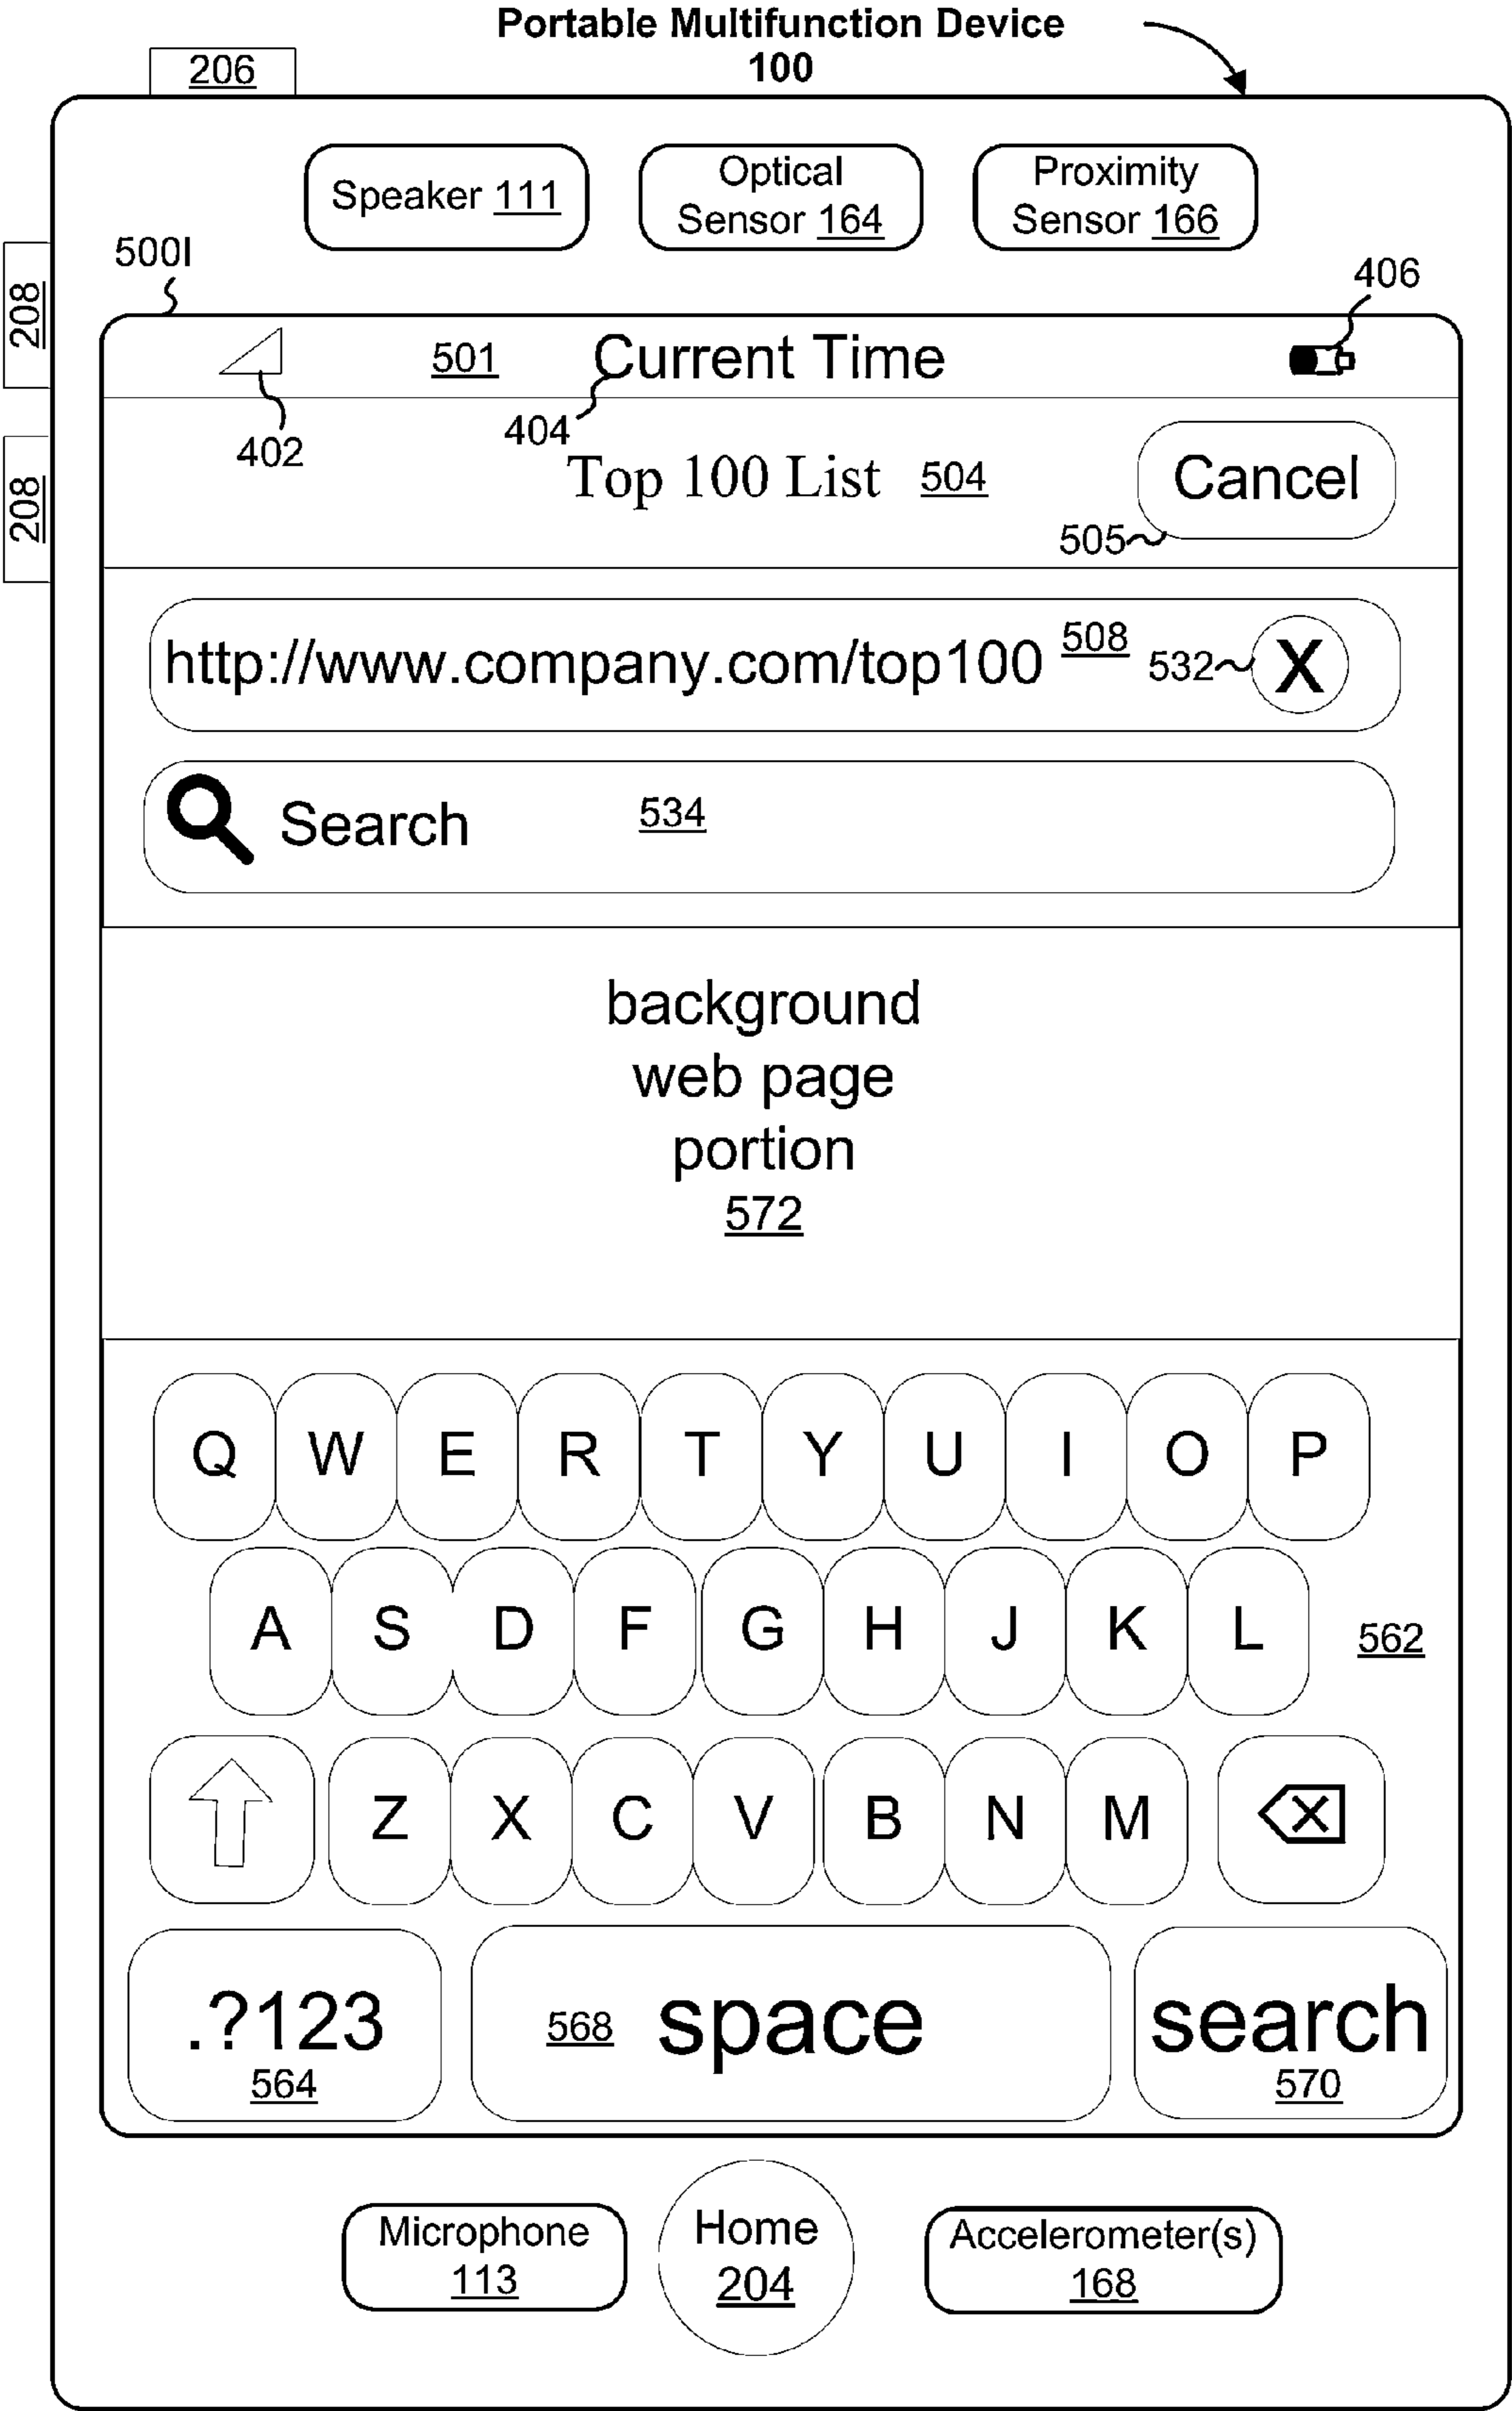 Portable Multifunction Device
100
206
Speaker 111
Optical
Sensor 164
Proximity
Sensor 166
500I
208
406
501
Current Time
402
404
208
Top 100 List 504
Cancel
505
http://www.company.com/top100 508
532
X
Search 534
background
web page
portion
572
Q W E R T Y U I O P
A S D F G H J K L
562
Z X C V B N M
.?123
564
568 space
search
570
Microphone
113
Home
204
Accelerometer(s)
168